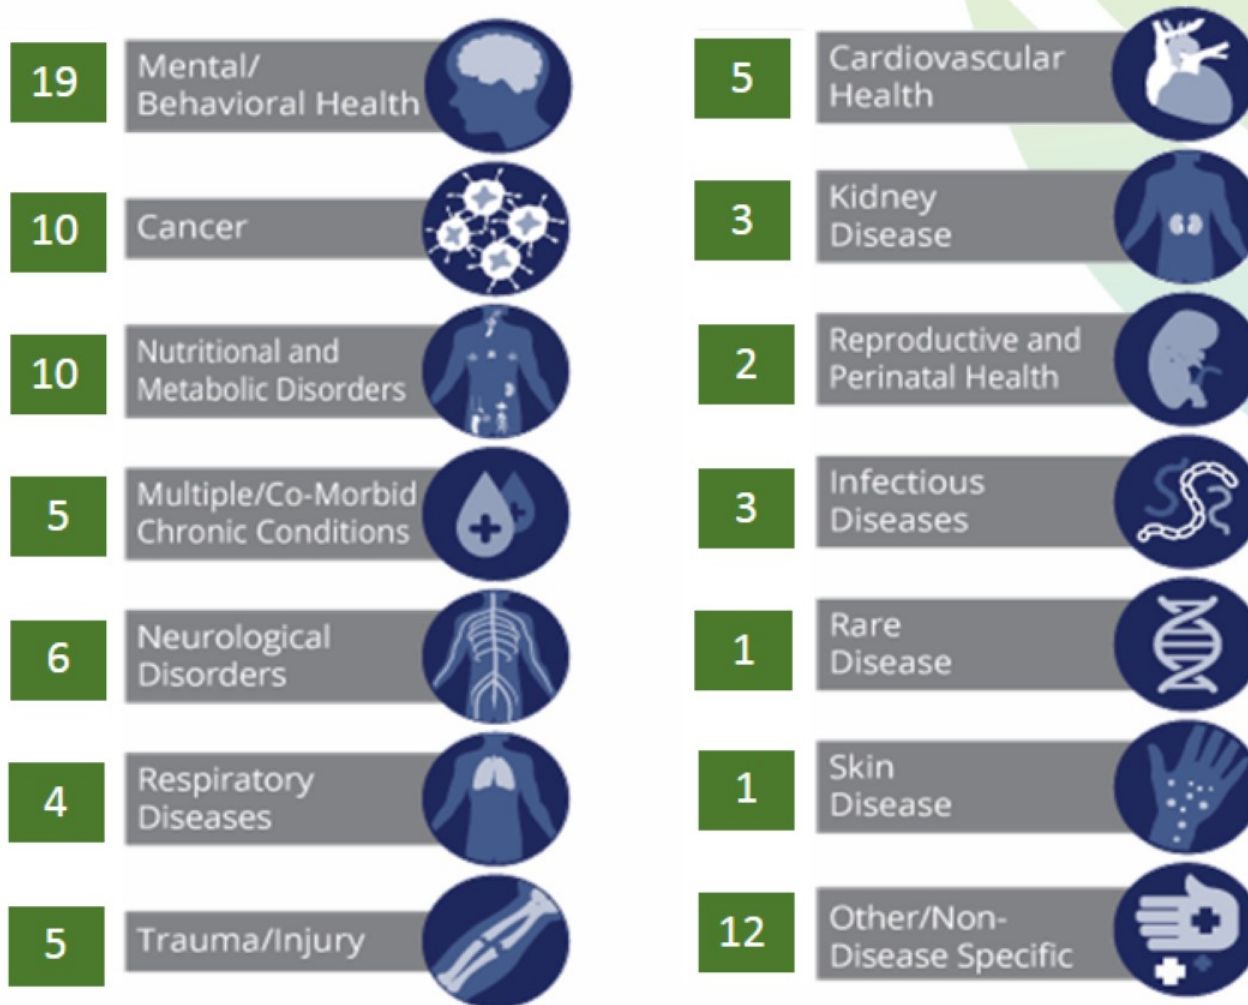 19
Mental/
Behavioral Health
10
Cancer
10
Nutritional and
Metabolic Disorders
5
Multiple/Co-Morbid
Chronic Conditions
6
Neurological
Disorders
4
Respiratory
Diseases
5
Trauma/Injury
5
Cardiovascular
Health
3
Kidney
Disease
2
Reproductive and
Perinatal Health
3
Infectious
Diseases
1
Rare
Disease
1
Skin
Disease
12
Other/Non-
Disease Specific